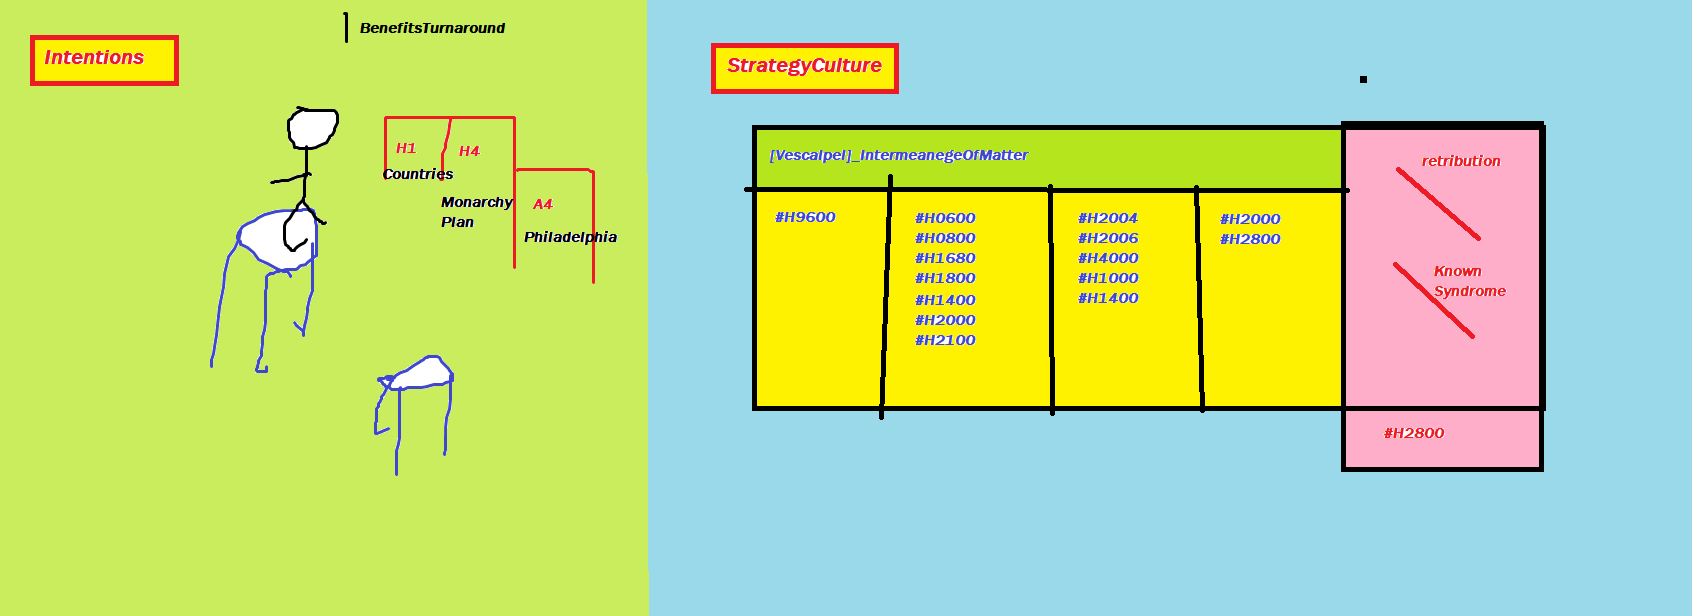 BenefitsTurnaround
Intentions
H1
H4
Countries
Monarchy
Plan
A4
Philadelphia
StrategyCulture
[Vescalpel]_IntermeanegeOfMatter
#H9600
#H0600
#H0800
#H1680
#H1800
#H1400
#H2000
#H2100
#H2004
#H2006
#H4000
#H1000
#H1400
#H2000
#H2800
retribution
Known
Syndrome
#H2800